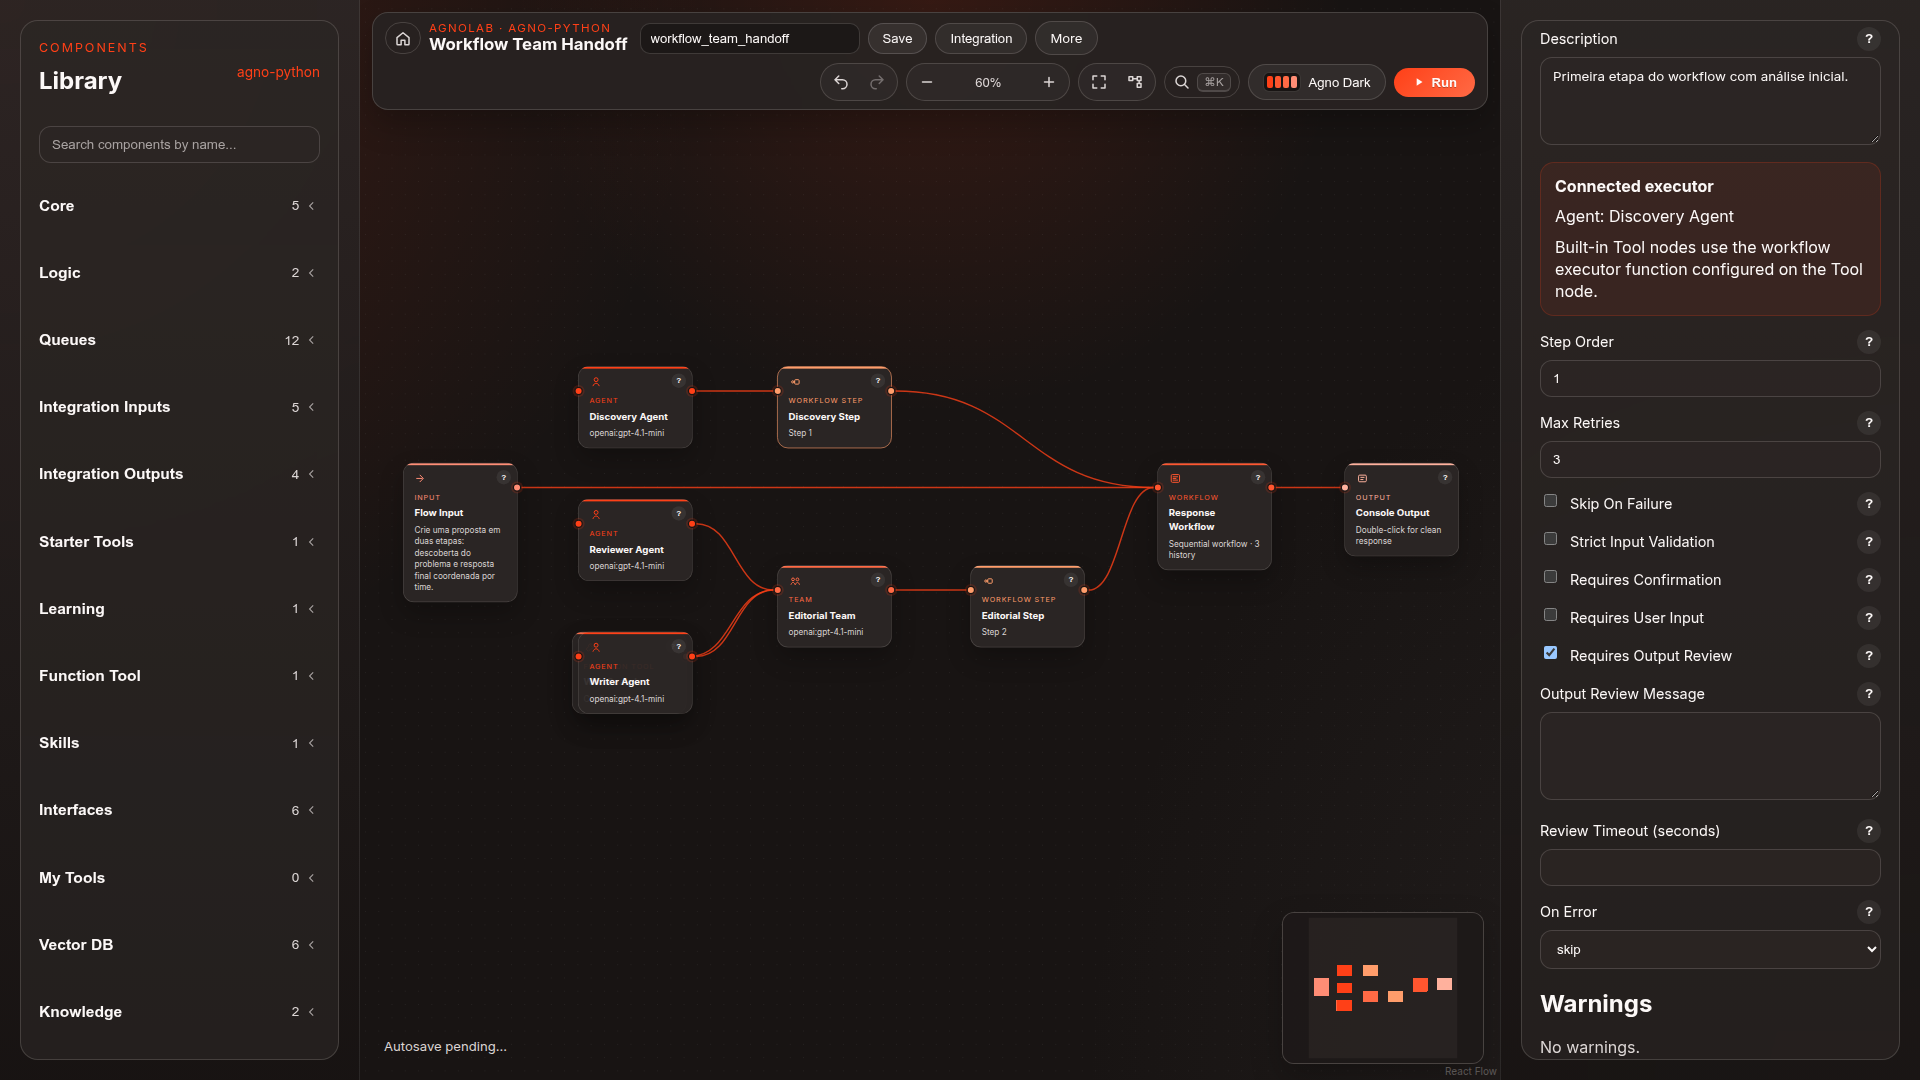 COMPONENTS
Library
agno-python
Search components by name...
Core 5
Logic 2
Queues 12
Integration Inputs 5
Integration Outputs 4
Starter Tools 1
Learning 1
Function Tool 1
Skills 1
Interfaces 6
My Tools 0
Vector DB 6
Knowledge 2
AGNOLAB · AGNO-PYTHON
Workflow Team Handoff
workflow_team_handoff
Save
Integration
More
60%
⌘K
Agno Dark
Run
?
AGENT
Discovery Agent
openai:gpt-4.1-mini
?
WORKFLOW STEP
Discovery Step
Step 1
?
INPUT
Flow Input
Crie uma proposta em
duas etapas:
descoberta do
problema e resposta
final coordenada por
time.
?
AGENT
Reviewer Agent
openai:gpt-4.1-mini
?
TEAM
Editorial Team
openai:gpt-4.1-mini
?
WORKFLOW STEP
Editorial Step
Step 2
?
AGENT
Writer Agent
openai:gpt-4.1-mini
?
WORKFLOW
Response
Workflow
Sequential workflow · 3
history
?
OUTPUT
Console Output
Double-click for clean
response
Autosave pending...
React Flow
Description ?
Primeira etapa do workflow com análise inicial.
Connected executor
Agent: Discovery Agent
Built-in Tool nodes use the workflow
executor function configured on the Tool
node.
Step Order ?
1
Max Retries ?
3
Skip On Failure ?
Strict Input Validation ?
Requires Confirmation ?
Requires User Input ?
Requires Output Review ?
Output Review Message ?
Review Timeout (seconds) ?
On Error ?
skip
Warnings
No warnings.